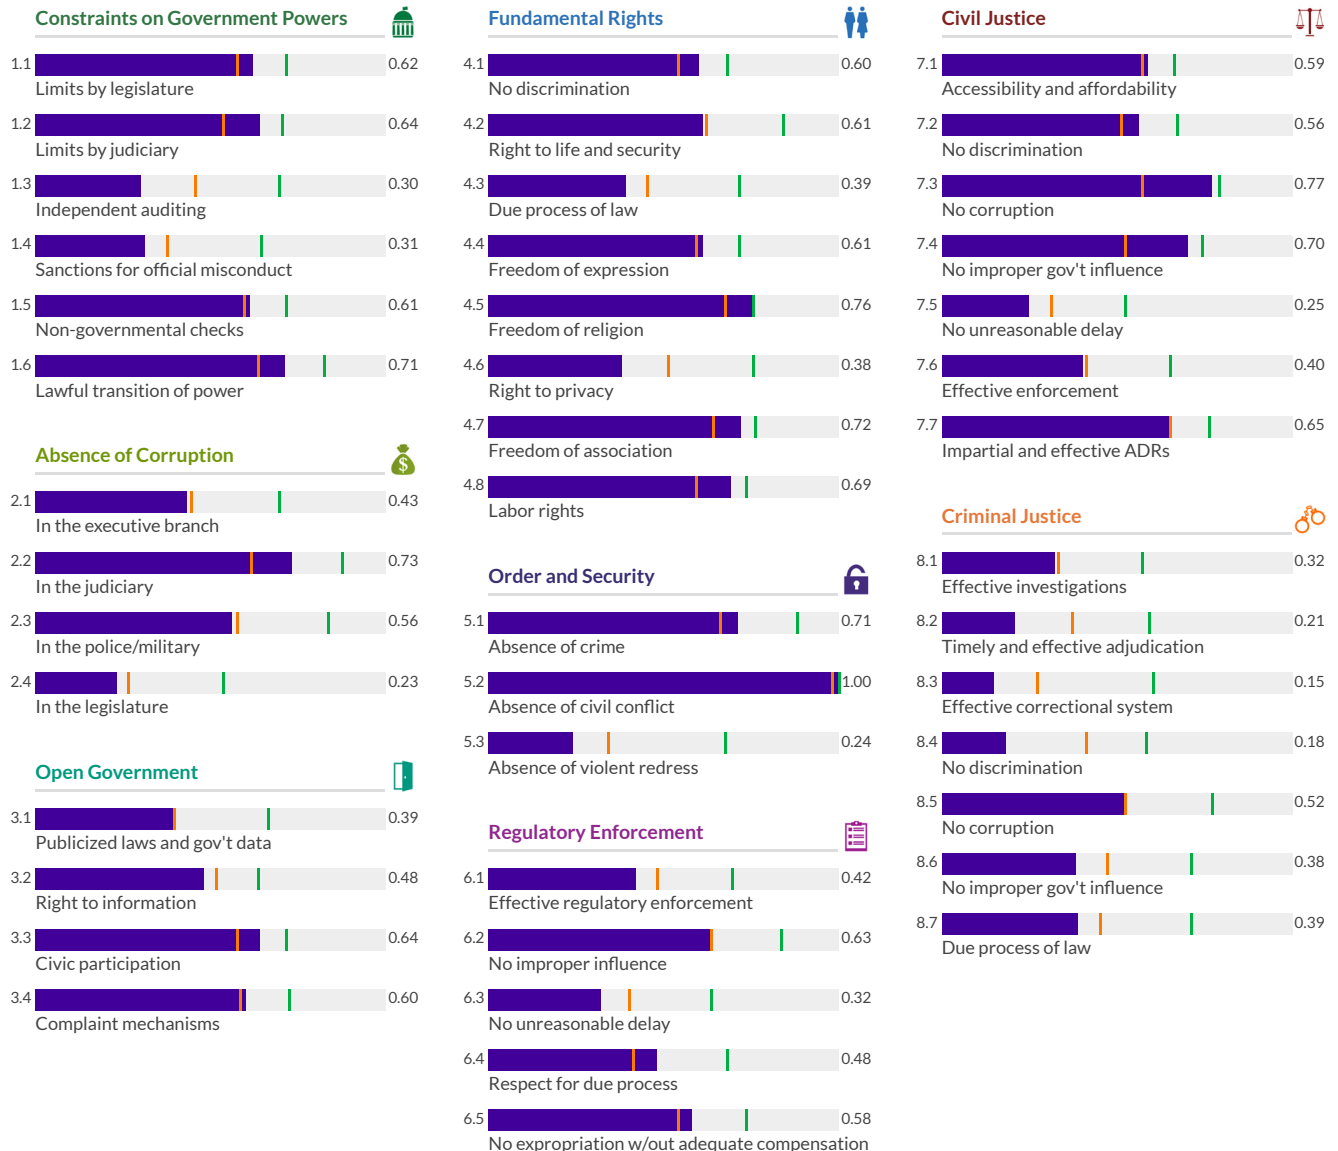 Constraints on Government Powers
1.1 0.62
Limits by legislature
1.2 0.64
Limits by judiciary
1.3 0.30
Independent auditing
1.4 0.31
Sanctions for official misconduct
1.5 0.61
Non-governmental checks
1.6 0.71
Lawful transition of power
Absence of Corruption
$
2.1 0.43
In the executive branch
2.2 0.73
In the judiciary
2.3 0.56
In the police/military
2.4 0.23
In the legislature
Open Government
3.1 0.39
Publicized laws and gov't data
3.2 0.48
Right to information
3.3 0.64
Civic participation
3.4 0.60
Complaint mechanisms
Fundamental Rights
4.1 0.60
No discrimination
4.2 0.61
Right to life and security
4.3 0.39
Due process of law
4.4 0.61
Freedom of expression
4.5 0.76
Freedom of religion
4.6 0.38
Right to privacy
4.7 0.72
Freedom of association
4.8 0.69
Labor rights
Order and Security
5.1 0.71
Absence of crime
5.2 1.00
Absence of civil conflict
5.3 0.24
Absence of violent redress
Regulatory Enforcement
6.1 0.42
Effective regulatory enforcement
6.2 0.63
No improper influence
6.3 0.32
No unreasonable delay
6.4 0.48
Respect for due process
6.5 0.58
No expropriation w/out adequate compensation
Civil Justice
7.1 0.59
Accessibility and affordability
7.2 0.56
No discrimination
7.3 0.77
No corruption
7.4 0.70
No improper gov't influence
7.5 0.25
No unreasonable delay
7.6 0.40
Effective enforcement
7.7 0.65
Impartial and effective ADRs
Criminal Justice
8.1 0.32
Effective investigations
8.2 0.21
Timely and effective adjudication
8.3 0.15
Effective correctional system
8.4 0.18
No discrimination
8.5 0.52
No corruption
8.6 0.38
No improper gov't influence
8.7 0.39
Due process of law